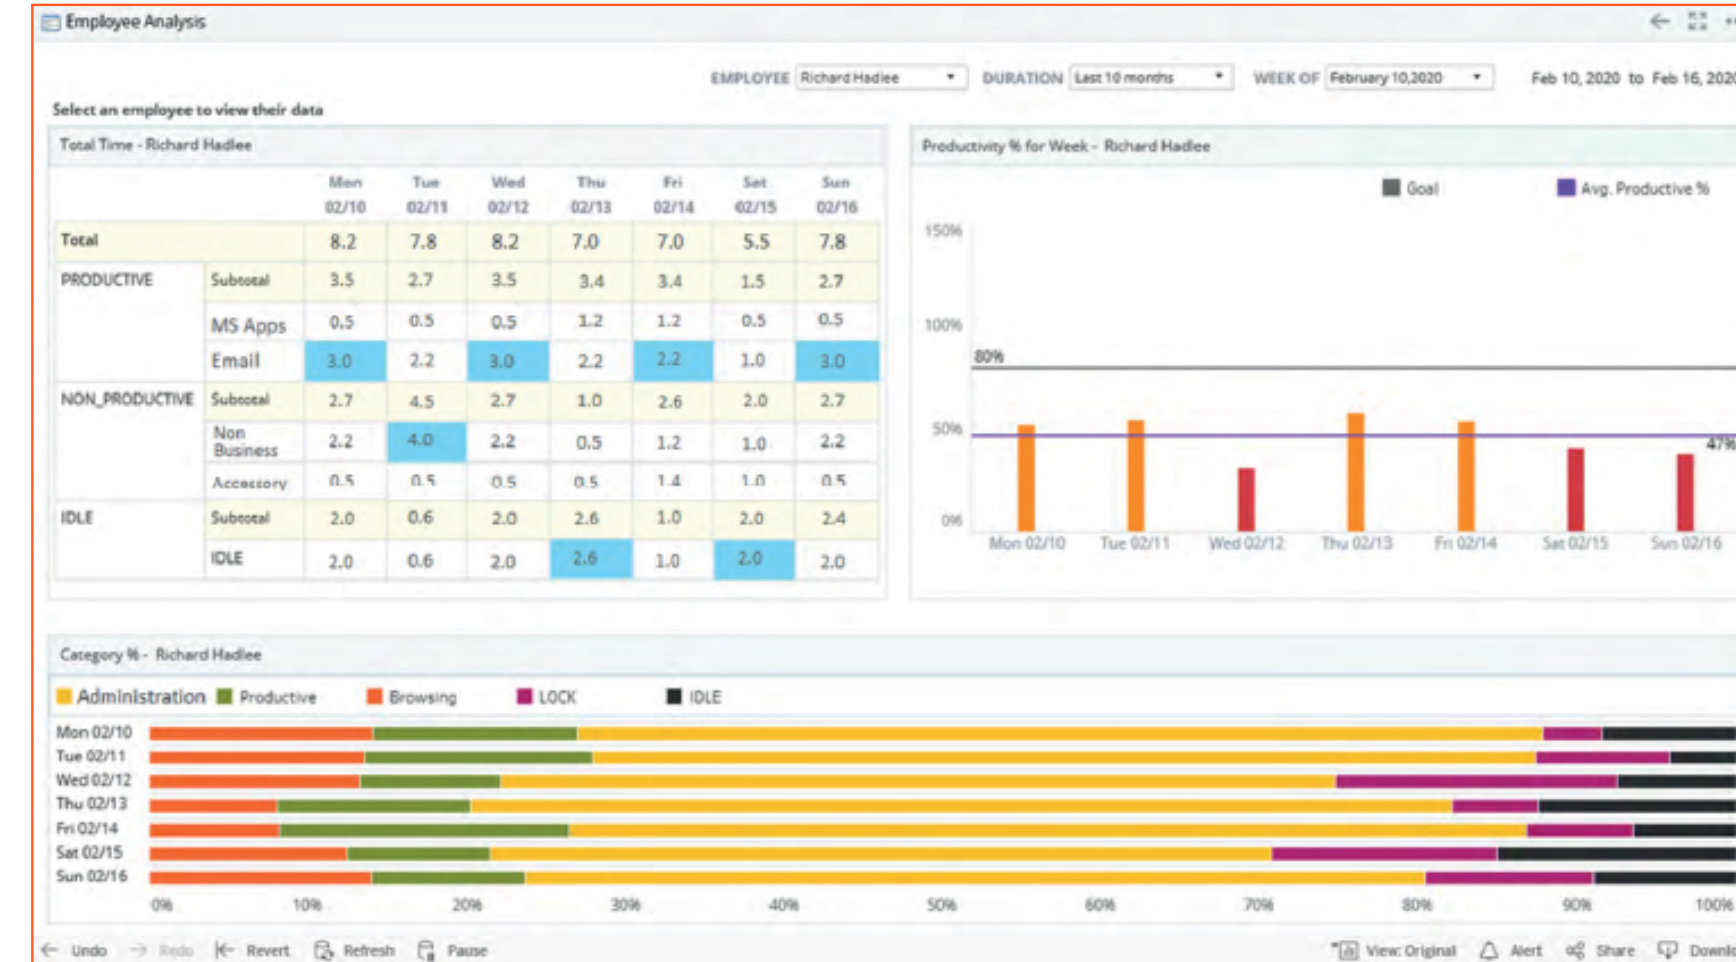 Employee Analysis
EMPLOYEE Richard Hadlee DURATION Last 10 months WEEK OF February 10,2020 Feb 10, 2020 to Feb 16, 2020
Select an employee to view their data
Total Time - Richard Hadlee
Mon Tue Wed Thu Fri Sat Sun
02/10 02/11 02/12 02/13 02/14 02/15 02/16
Total 8.2 7.8 8.2 7.0 7.0 5.5 7.8
PRODUCTIVE Subtotal 3.5 2.7 3.5 3.4 3.4 1.5 2.7
MS Apps 0.5 0.5 0.5 1.2 1.2 0.5 0.5
Email 3.0 2.2 3.0 2.2 2.2 1.0 3.0
NON_PRODUCTIVE Subtotal 2.7 4.5 2.7 1.0 2.6 2.0 2.7
Non
Business 2.2 4.0 2.2 0.5 1.2 1.0 2.2
Accessory 0.5 0.5 0.5 0.5 1.4 1.0 0.5
IDLE Subtotal 2.0 0.6 2.0 2.6 1.0 2.0 2.4
IDLE 2.0 0.6 2.0 2.6 1.0 2.0 2.0
Productivity % for Week - Richard Hadlee
Goal Avg. Productive %
150%
100%
80%
50%
47%
0%
Mon 02/10 Tue 02/11 Wed 02/12 Thu 02/13 Fri 02/14 Sat 02/15 Sun 02/16
Category % - Richard Hadlee
Administration Productive Browsing LOCK IDLE
Mon 02/10
Tue 02/11
Wed 02/12
Thu 02/13
Fri 02/14
Sat 02/15
Sun 02/16
0% 10% 20% 30% 40% 50% 60% 70% 80% 90% 100%
Undo Redo Revert Refresh Pause View: Original Alert Share Downlo